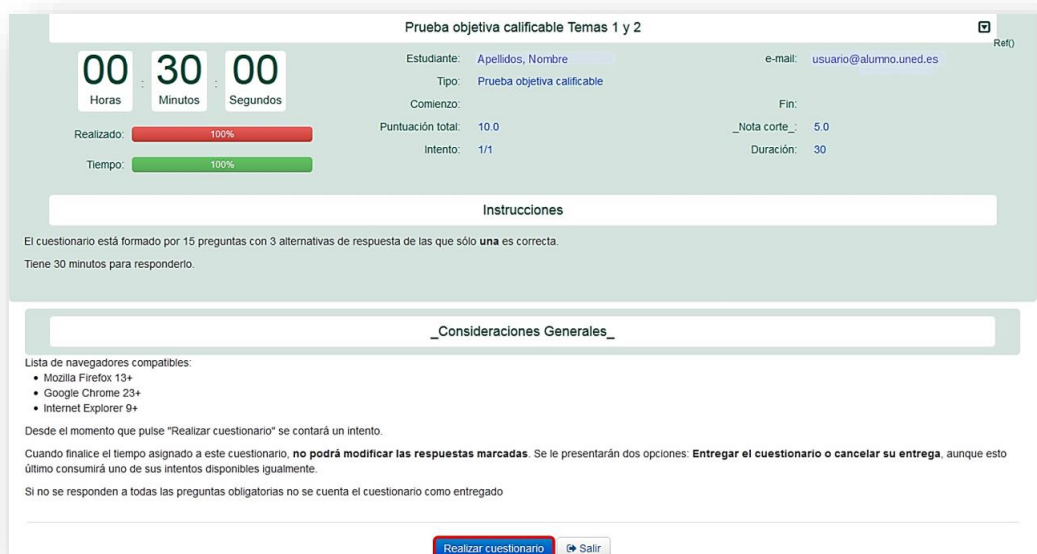 Prueba objetiva calificable Temas 1 y 2
Ref()
00 : 30 : 00
Horas Minutos Segundos
Estudiante: Apellidos, Nombre e-mail: usuario@alumno.uned.es
Tipo: Prueba objetiva calificable
Comienzo: Fin:
Realizado: 100% Puntuación total: 10.0 _Nota corte_: 5.0
Intento: 1/1 Duración: 30
Tiempo: 100%
Instrucciones
El cuestionario está formado por 15 preguntas con 3 alternativas de respuesta de las que sólo una es correcta.
Tiene 30 minutos para responderlo.
_Consideraciones Generales_
Lista de navegadores compatibles:
• Mozilla Firefox 13+
• Google Chrome 23+
• Internet Explorer 9+
Desde el momento que pulse "Realizar cuestionario" se contará un intento.
Cuando finalice el tiempo asignado a este cuestionario, no podrá modificar las respuestas marcadas. Se le presentarán dos opciones: Entregar el cuestionario o cancelar su entrega, aunque esto
último consumirá uno de sus intentos disponibles igualmente.
Si no se responden a todas las preguntas obligatorias no se cuenta el cuestionario como entregado
Realizar cuestionario Salir